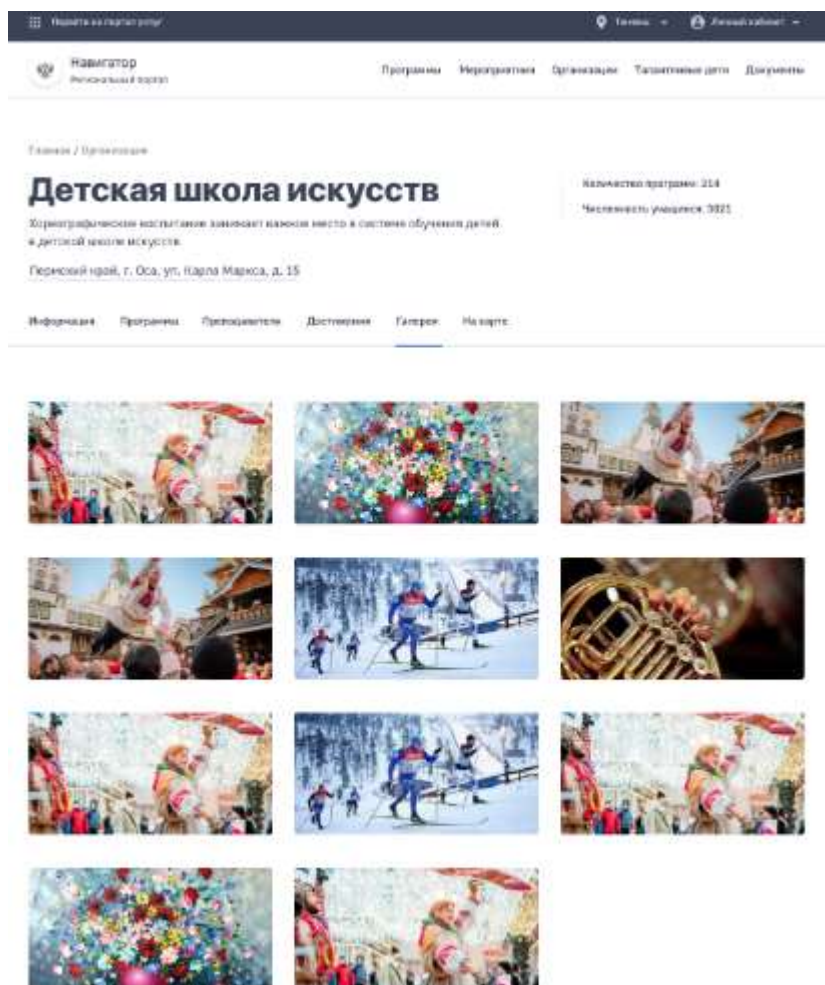 Перейти на портал услуг
Тюмень
Личный кабинет
Навигатор
Региональный портал
Программы Мероприятия Организации Талантливые дети Документы
Главная / Организации
Детская школа искусств
Количество программ: 214
Хореографическое воспитание занимает важное место в системе обучения детей
Численность учащихся: 3021
в детской школе искусств.
Пермский край, г. Оса, ул. Карла Маркса, д. 15
Информация Программы Преподаватели Достижения Галерея На карте